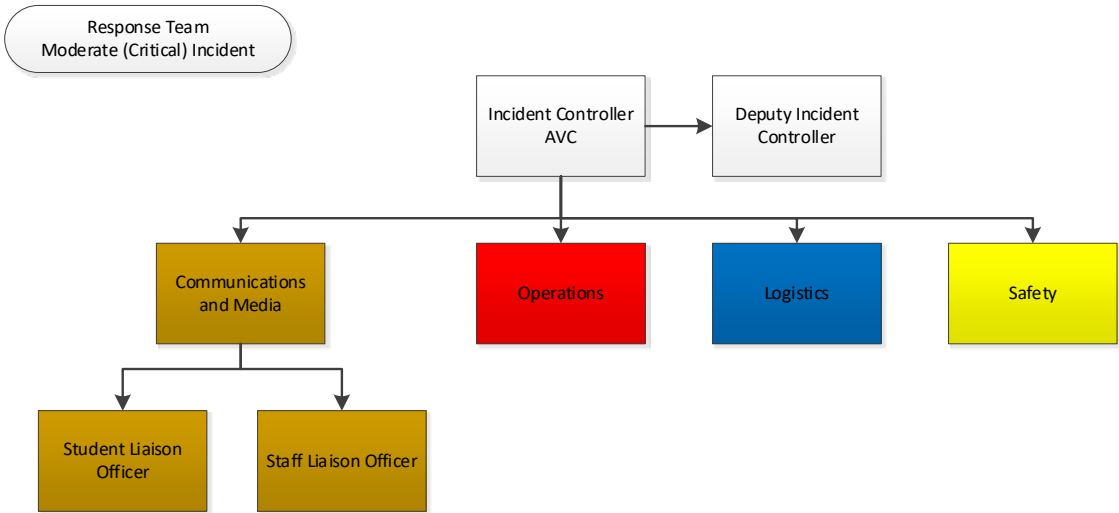 Response Team
Moderate (Critical) Incident
Incident Controller
AVC
Deputy Incident
Controller
Communications
and Media
Operations
Logistics
Safety
Student Liaison
Officer
Staff Liaison Officer